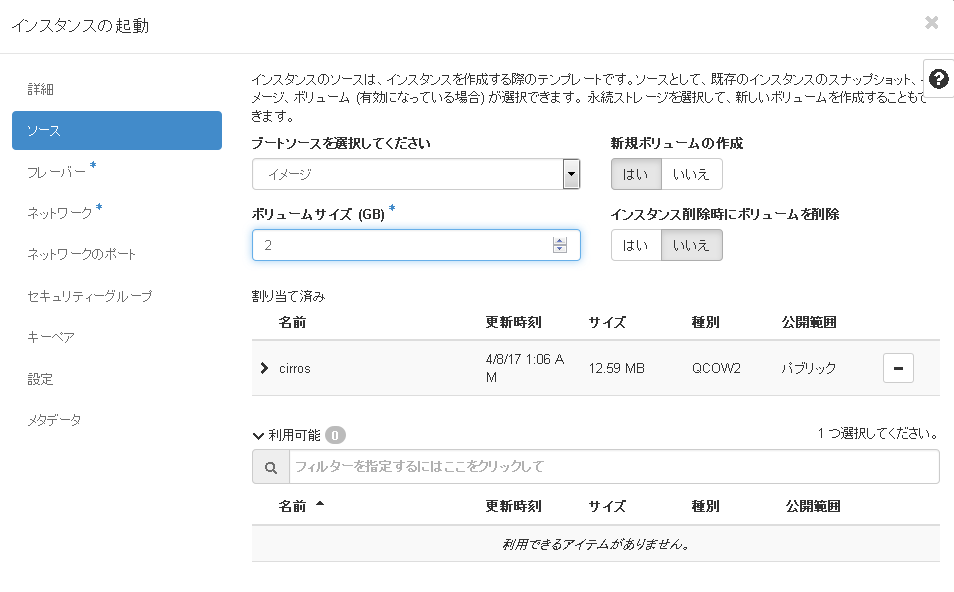 インスタンスの起動
×
詳細
ソース
フレーバー *
ネットワーク *
ネットワークのポート
セキュリティーグループ
キーペア
設定
メタデータ
インスタンスのソースは、インスタンスを作成する際のテンプレートです。ソースとして、既存のインスタンスのスナップショット、イ
メージ、ボリューム (有効になっている場合) が選択できます。永続ストレージを選択して、新しいボリュームを作成することもで
きます。
?
ブートソースを選択してください 新規ボリュームの作成
イメージ はい いいえ
ボリュームサイズ (GB) * インスタンス削除時にボリュームを削除
2 はい いいえ
割り当て済み
名前 更新時刻 サイズ 種別 公開範囲
cirros 4/8/17 1:06 A
M 12.59 MB QCOW2 パブリック
利用可能 0 1 つ選択してください。
フィルターを指定するにはここをクリックして
名前 更新時刻 サイズ 種別 公開範囲
利用できるアイテムがありません。